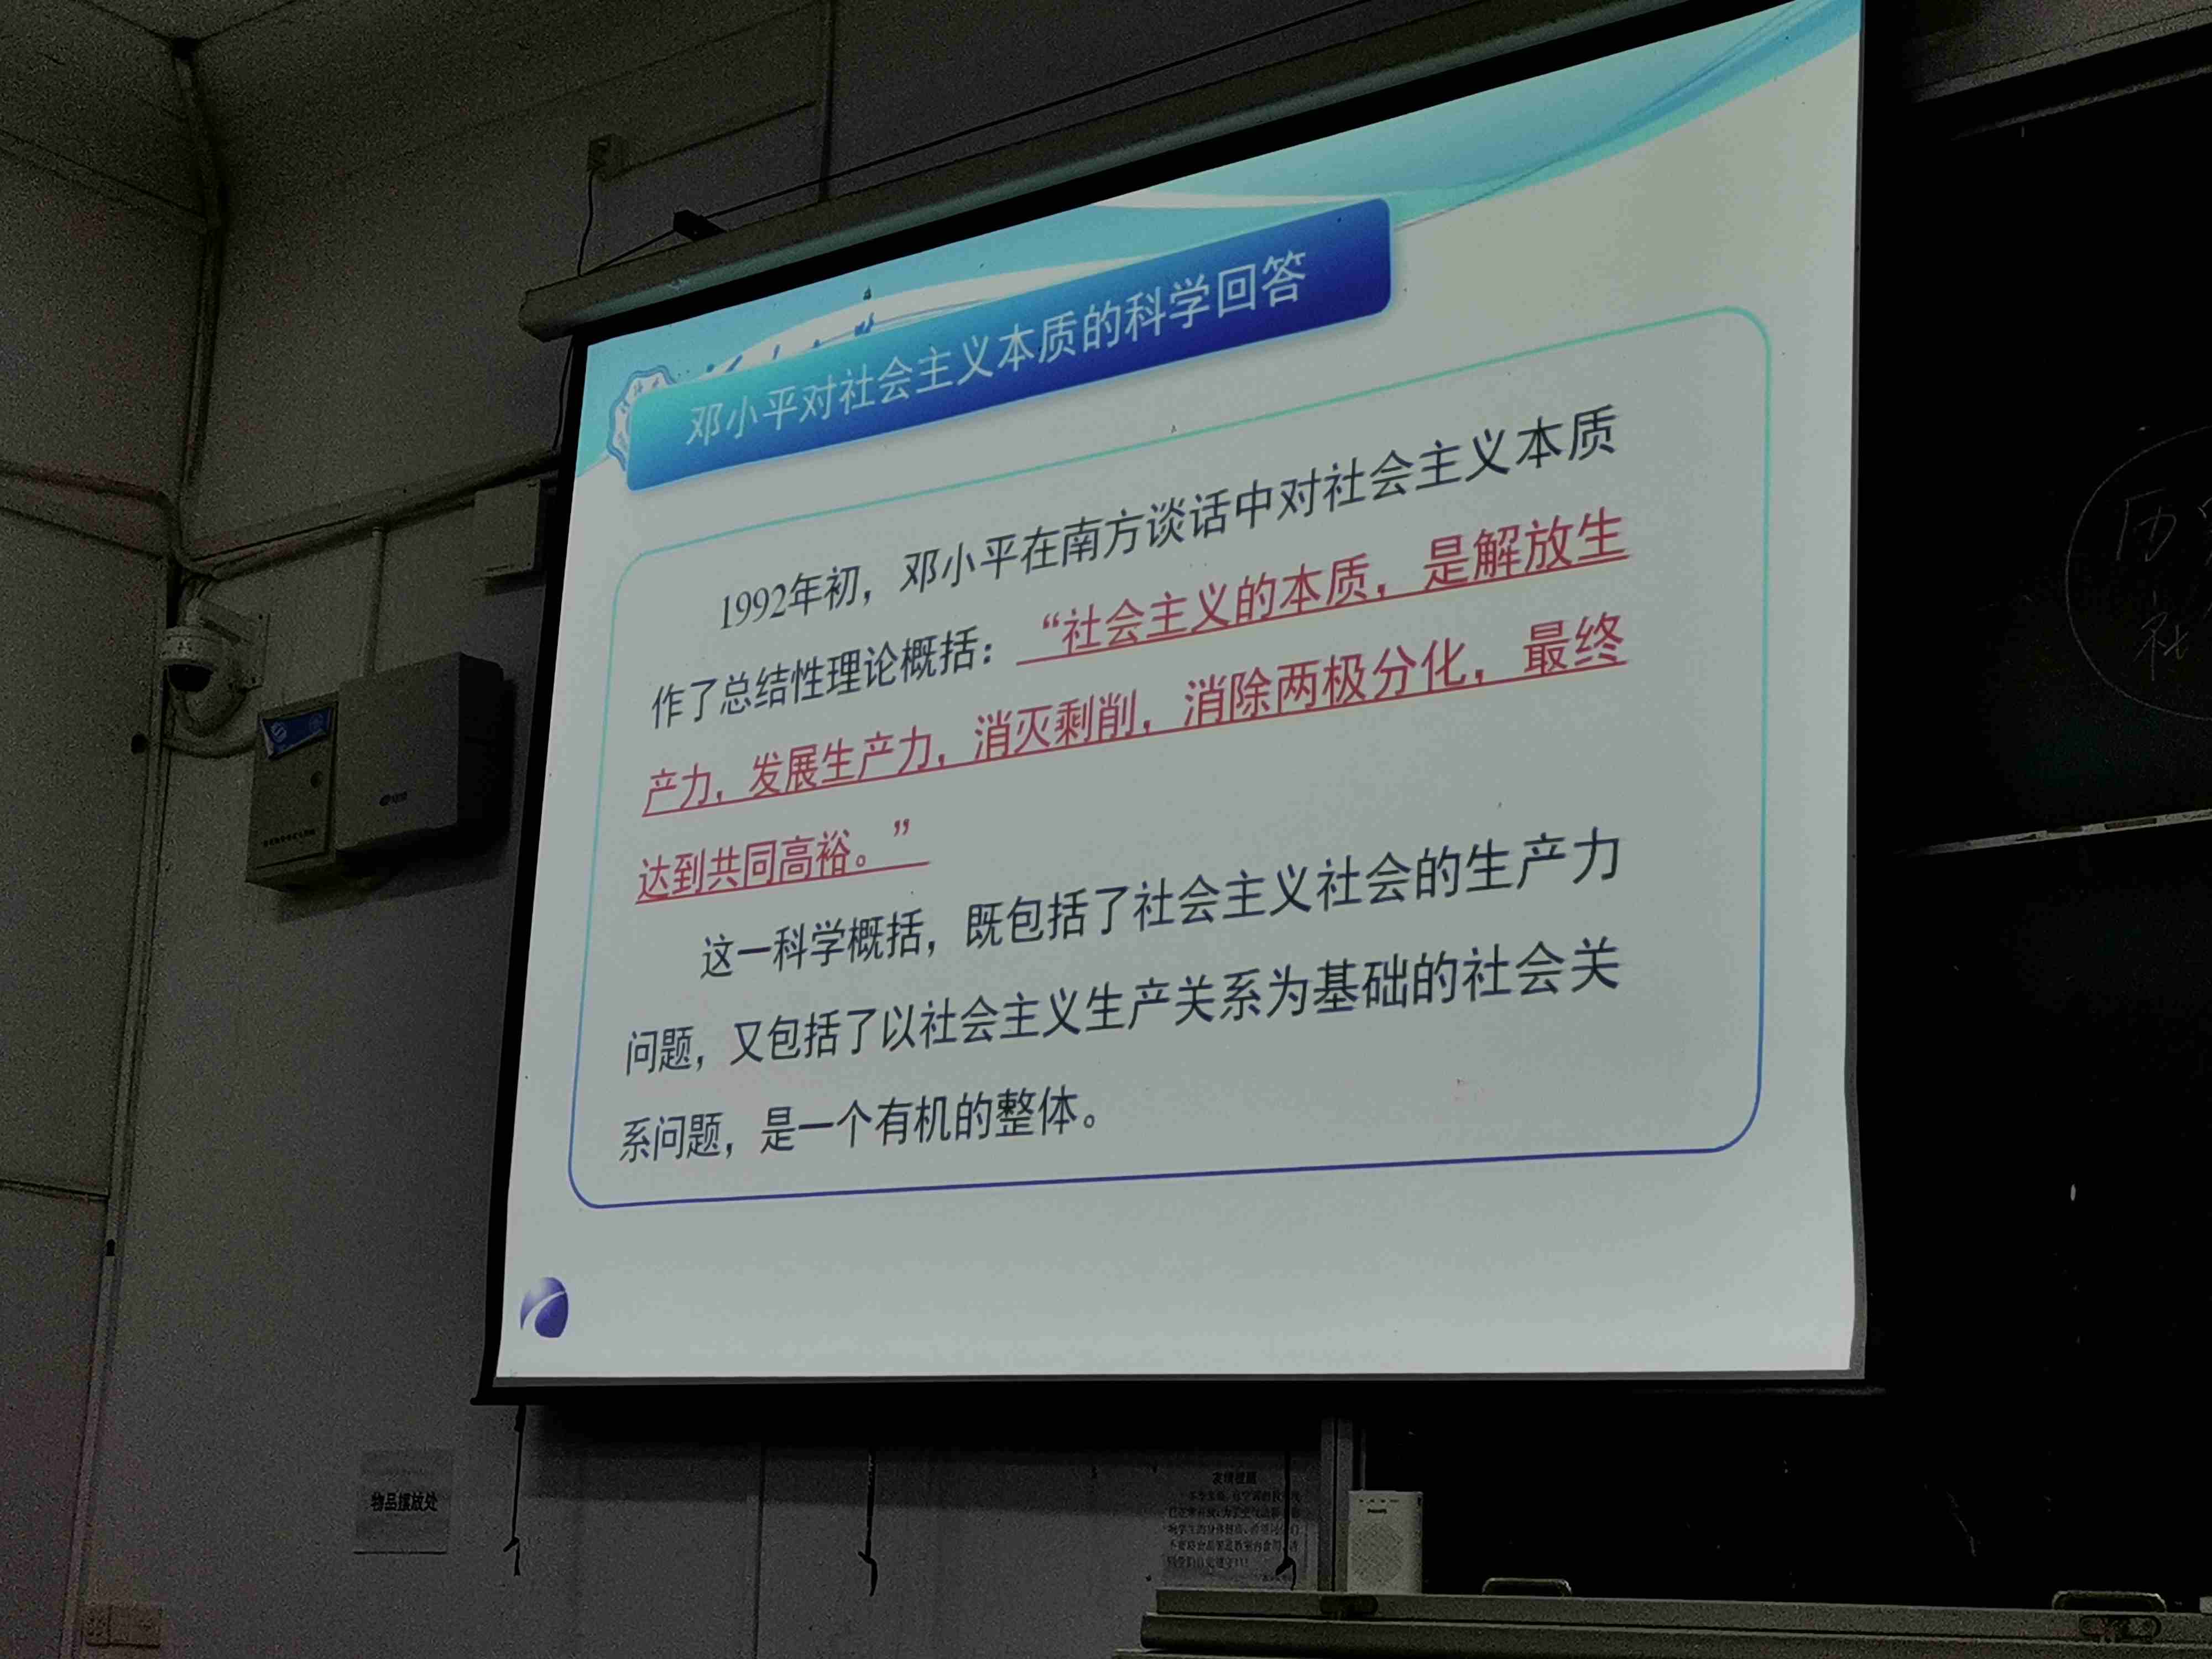 邓小平对社会主义本质的科学回答
1992年初，邓小平在南方谈话中对社会主义本质
作了总结性理论概括：“社会主义的本质，是解放生
产力，发展生产力，消灭剩削，消除两极分化，最终
达到共同高裕。”
这一科学概括，既包括了社会主义社会的生产力
问题，又包括了以社会主义生产关系为基础的社会关
系问题，是一个有机的整体。
历
社
物品摆放处
友情提醒